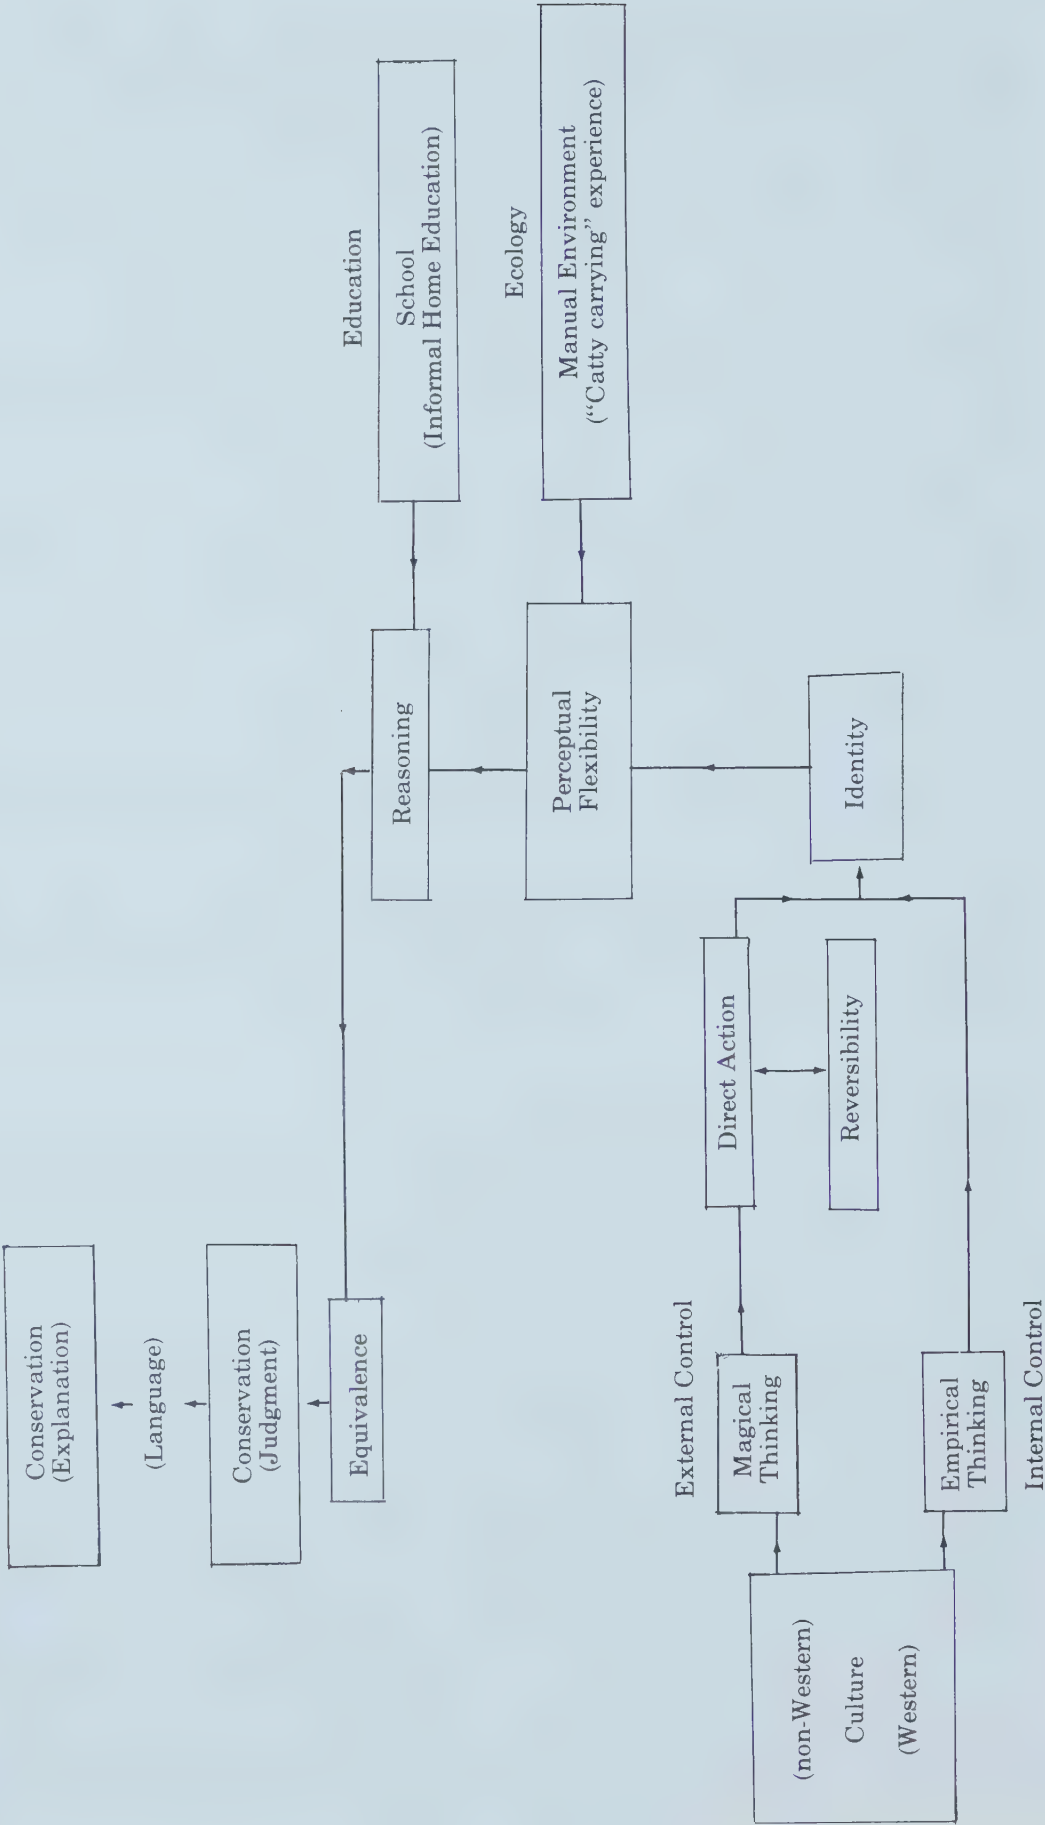 Conservation
(Explanation)
(Language)
Conservation
(Judgment)
Equivalence
Education
School
(Informal Home Education)
Reasoning
Ecology
Manual Environment
(“Catty carrying” experience)
Perceptual
Flexibility
External Control
Magical
Thinking
Direct Action
Reversibility
Identity
(non-Western)
Culture
(Western)
Empirical
Thinking
Internal Control